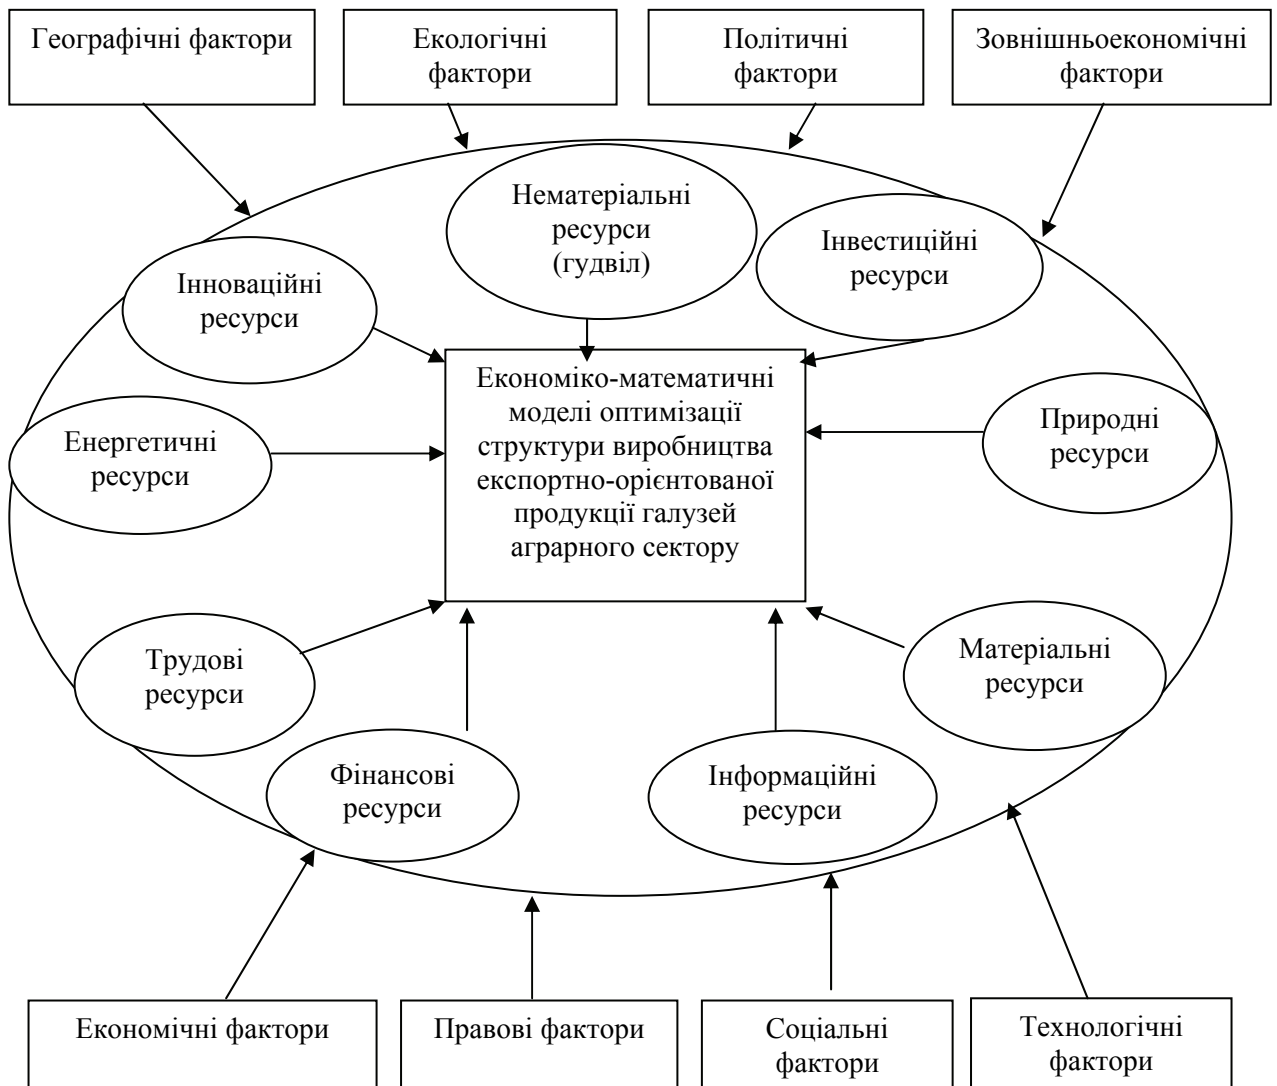 Географічні фактори
Екологічні
фактори
Політичні
фактори
Зовнішньоекономічні
фактори
Нематеріальні
ресурси
(гудвіл)
Інвестиційні
ресурси
Інноваційні
ресурси
Економіко-математичні
моделі оптимізації
структури виробництва
експортно-орієнтованої
продукції галузей
аграрного сектору
Природні
ресурси
Енергетичні
ресурси
Трудові
ресурси
Матеріальні
ресурси
Фінансові
ресурси
Інформаційні
ресурси
Економічні фактори
Правові фактори
Соціальні
фактори
Технологічні
фактори